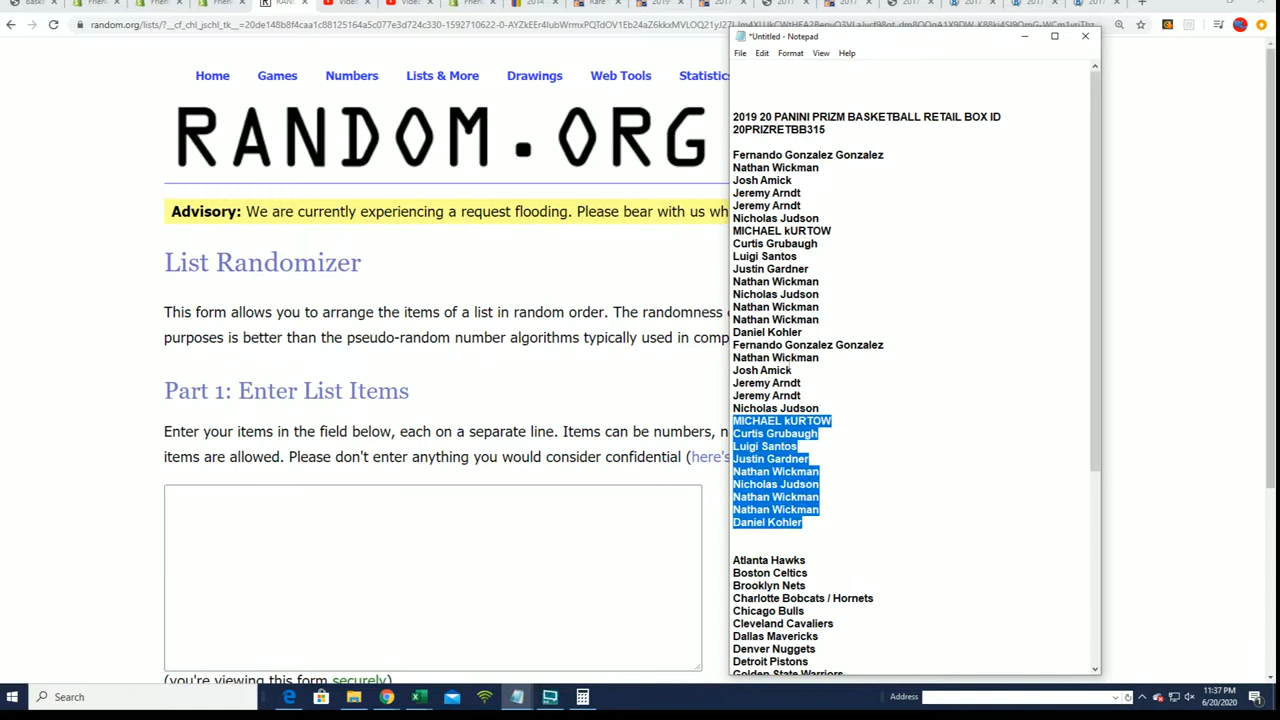 random.org/lists/?__cf_chl_jschl_tk__=
Home Games Numbers Lists & More Drawings Web Tools Statistics
RANDOM.ORG
Advisory: We are currently experiencing a request flooding. Please bear with us
List Randomizer
This form allows you to arrange the items of a list in random order. The randomness
purposes is better than the pseudo-random number algorithms typically used in
Part 1: Enter List Items
Enter your items in the field below, each on a separate line. Items can be numbers,
items are allowed. Please don't enter anything you would consider confidential (here's
(you're viewing this form securely)
*Untitled - Notepad
File Edit Format View Help
2019 20 PANINI PRIZM BASKETBALL RETAIL BOX ID
20PRIZRETBB315
Fernando Gonzalez Gonzalez
Nathan Wickman
Josh Amick
Jeremy Arndt
Jeremy Arndt
Nicholas Judson
MICHAEL kURTOW
Curtis Grubaugh
Luigi Santos
Justin Gardner
Nathan Wickman
Nicholas Judson
Nathan Wickman
Nathan Wickman
Daniel Kohler
Fernando Gonzalez Gonzalez
Nathan Wickman
Josh Amick
Jeremy Arndt
Jeremy Arndt
Nicholas Judson
MICHAEL kURTOW
Curtis Grubaugh
Luigi Santos
Justin Gardner
Nathan Wickman
Nicholas Judson
Nathan Wickman
Nathan Wickman
Daniel Kohler
Atlanta Hawks
Boston Celtics
Brooklyn Nets
Charlotte Bobcats / Hornets
Chicago Bulls
Cleveland Cavaliers
Dallas Mavericks
Denver Nuggets
Detroit Pistons
Golden State Warriors
Search
Address
11:37 PM
6/20/2020